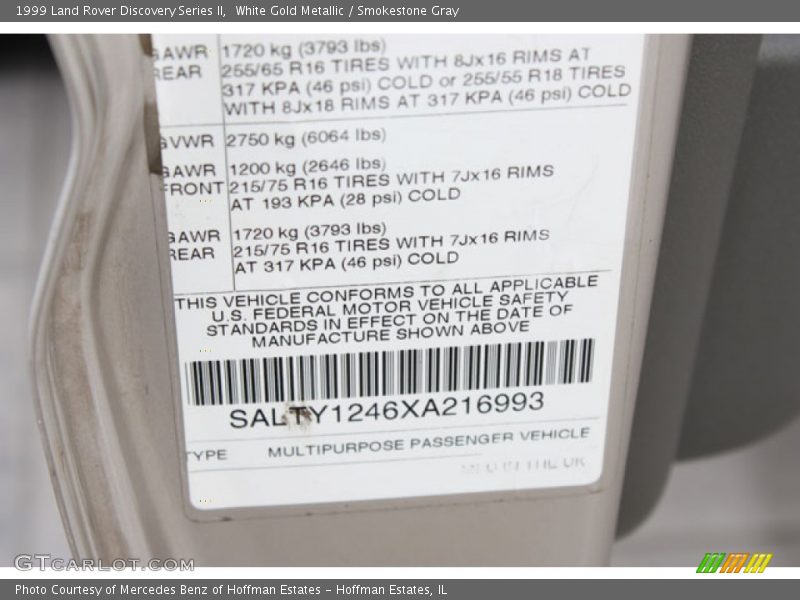 1999 Land Rover Discovery Series II, White Gold Metallic / Smokestone Gray
GAWR 1720 kg (3793 lbs)
REAR 255/65 R16 TIRES WITH 8Jx16 RIMS AT
317 KPA (46 psi) COLD or 255/55 R18 TIRES
WITH 8Jx18 RIMS AT 317 KPA (46 psi) COLD
GVWR 2750 kg (6064 lbs)
GAWR 1200 kg (2646 lbs)
FRONT 215/75 R16 TIRES WITH 7Jx16 RIMS
AT 193 KPA (28 psi) COLD
GAWR 1720 kg (3793 lbs)
REAR 215/75 R16 TIRES WITH 7Jx16 RIMS
AT 317 KPA (46 psi) COLD
THIS VEHICLE CONFORMS TO ALL APPLICABLE
U.S. FEDERAL MOTOR VEHICLE SAFETY
STANDARDS IN EFFECT ON THE DATE OF
MANUFACTURE SHOWN ABOVE
SALTY1246XA216993
TYPE MULTIPURPOSE PASSENGER VEHICLE
IN THE UK
GTCARLOT.COM
Photo Courtesy of Mercedes Benz of Hoffman Estates - Hoffman Estates, IL